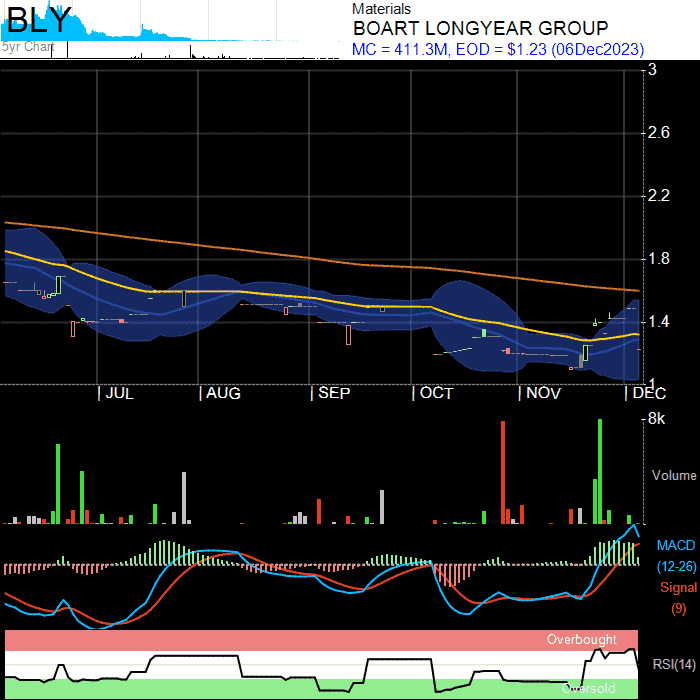 BLY
5yr Chart
Materials
BOART LONGYEAR GROUP
MC = 411.3M, EOD = $1.23 (06Dec2023)
3
2.6
2.2
1.8
1.4
1
| JUL | AUG | SEP | OCT | NOV | DEC
8k
Volume
MACD
(12-26)
Signal
(9)
Overbought
RSI(14)
Oversold